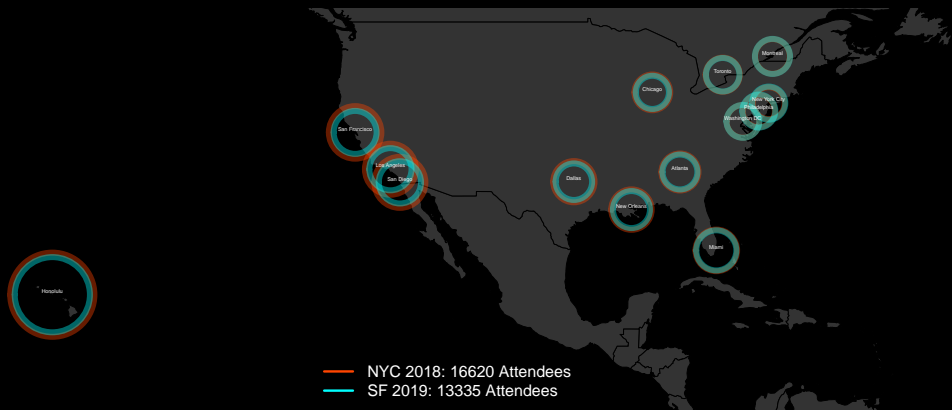 Montreal
Toronto
Chicago
New York City
Philadelphia
Washington DC
San Francisco
Los Angeles
San Diego
Dallas
Atlanta
New Orleans
Miami
Honolulu
NYC 2018: 16620 Attendees
SF 2019: 13335 Attendees